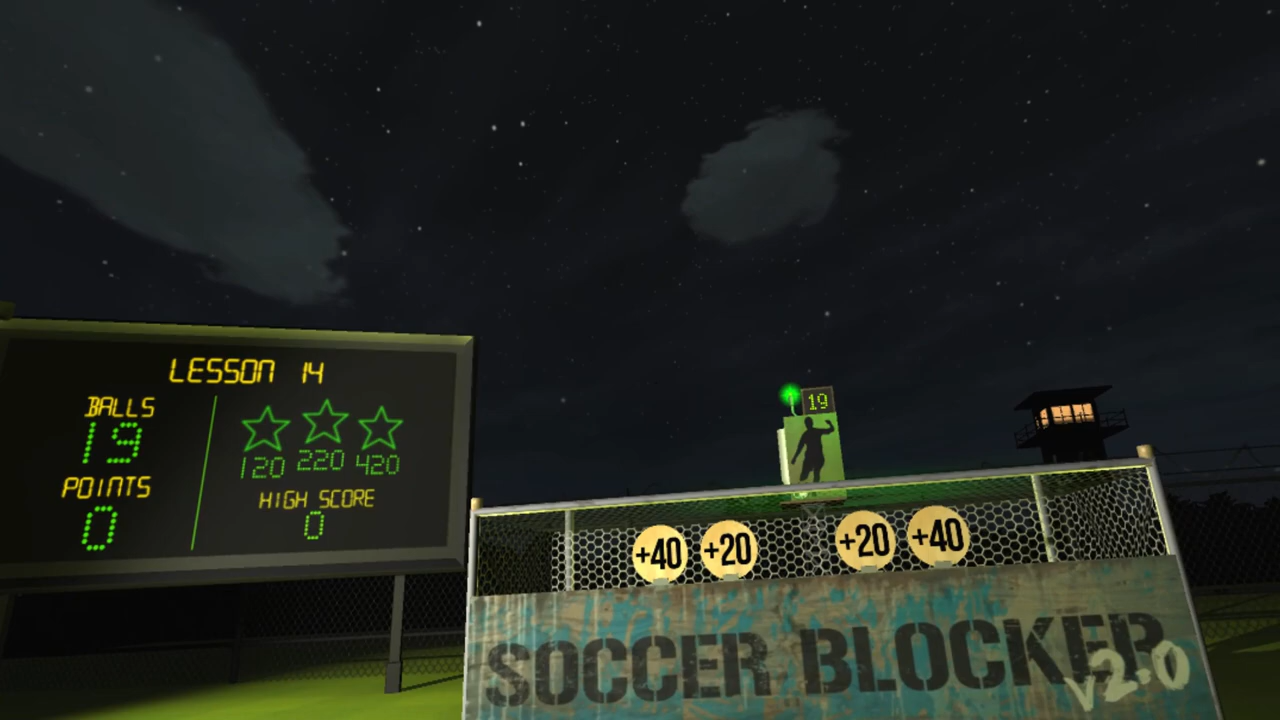 LESSON 14
BALLS
19
POINTS
0
120 220 420
HIGH SCORE
0
19
+40 +20 +20 +40
SOCCER BLOCKER
v2.0